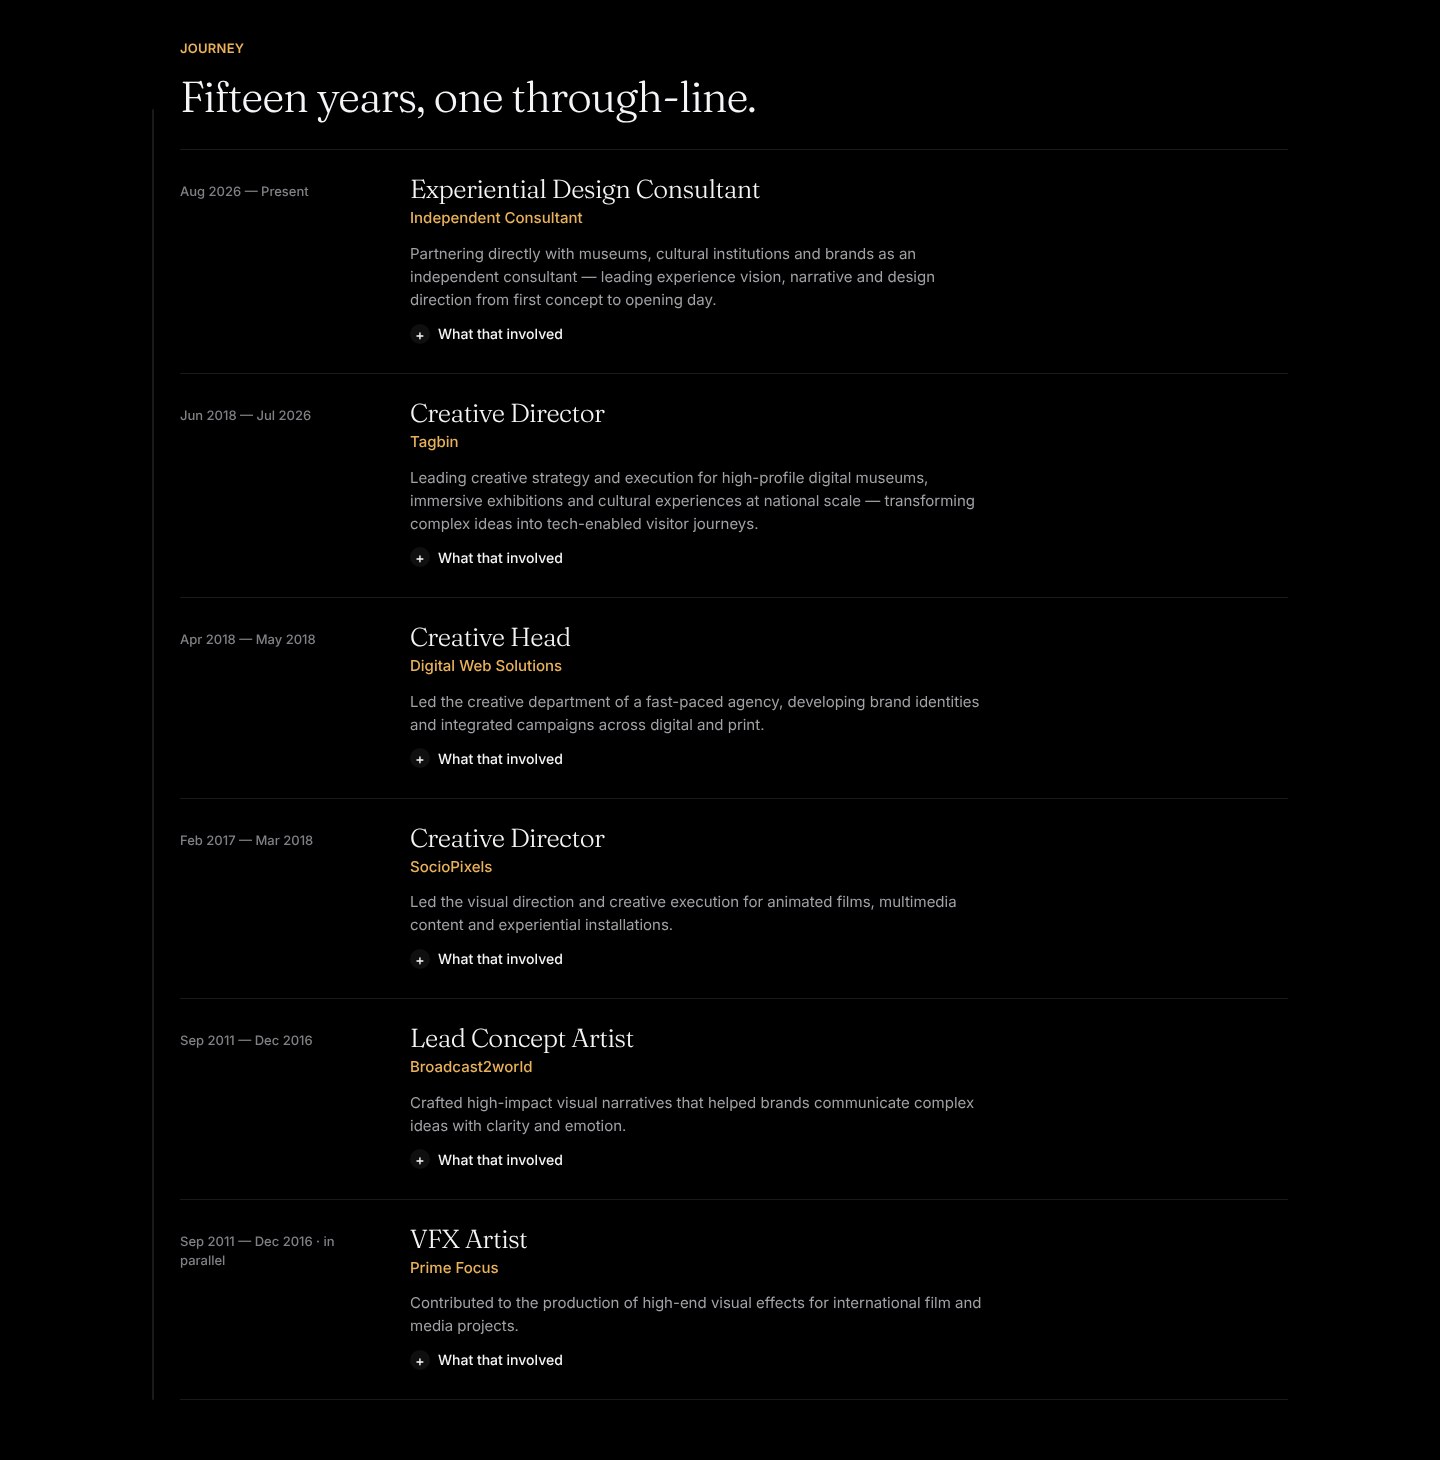 JOURNEY
Fifteen years, one through-line.
Aug 2026 — Present
Experiential Design Consultant
Independent Consultant
Partnering directly with museums, cultural institutions and brands as an
independent consultant — leading experience vision, narrative and design
direction from first concept to opening day.
+ What that involved
Jun 2018 — Jul 2026
Creative Director
Tagbin
Leading creative strategy and execution for high-profile digital museums,
immersive exhibitions and cultural experiences at national scale — transforming
complex ideas into tech-enabled visitor journeys.
+ What that involved
Apr 2018 — May 2018
Creative Head
Digital Web Solutions
Led the creative department of a fast-paced agency, developing brand identities
and integrated campaigns across digital and print.
+ What that involved
Feb 2017 — Mar 2018
Creative Director
SocioPixels
Led the visual direction and creative execution for animated films, multimedia
content and experiential installations.
+ What that involved
Sep 2011 — Dec 2016
Lead Concept Artist
Broadcast2world
Crafted high-impact visual narratives that helped brands communicate complex
ideas with clarity and emotion.
+ What that involved
Sep 2011 — Dec 2016 · in
parallel
VFX Artist
Prime Focus
Contributed to the production of high-end visual effects for international film and
media projects.
+ What that involved